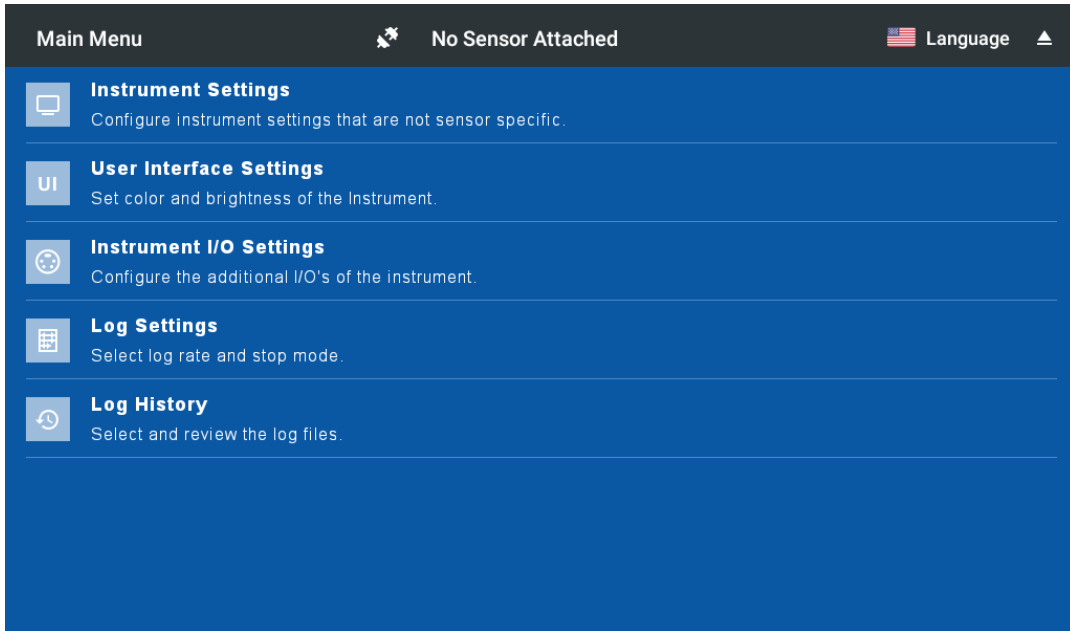 Main Menu No Sensor Attached Language
Instrument Settings
Configure instrument settings that are not sensor specific.
UI
User Interface Settings
Set color and brightness of the Instrument.
Instrument I/O Settings
Configure the additional I/O's of the instrument.
Log Settings
Select log rate and stop mode.
Log History
Select and review the log files.